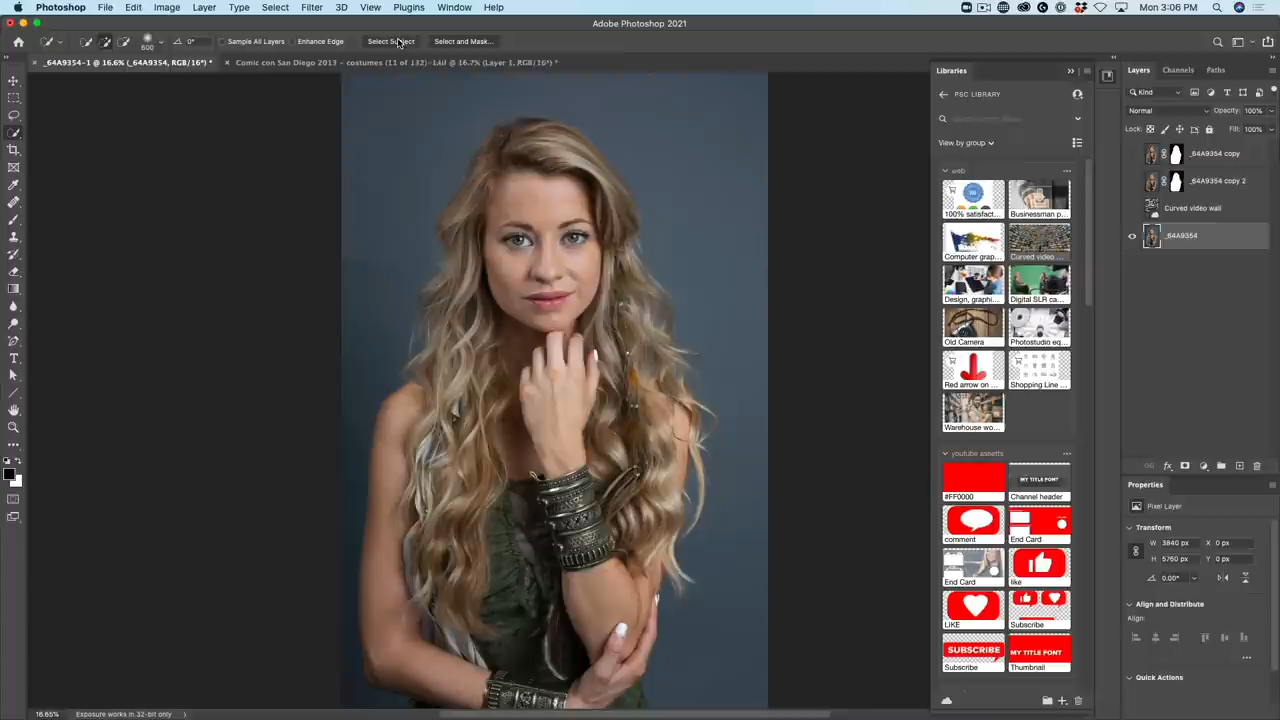 Photoshop File Edit Image Layer Type Select Filter 3D View Plugins Window Help
Mon 3:06 PM
Adobe Photoshop 2021
600
0°
Sample All Layers
Enhance Edge
Select Subject
Select and Mask...
_64A9354-1 @ 16.6% (_64A9354, RGB/16*) *
Libraries
PSC LIBRARY
View by group
web
100% satisfact...
Businessman p...
Computer grap...
Curved video ...
Design, graphi...
Digital SLR ca...
Old Camera
Photostudio eq...
Red arrow on ...
Shopping Line ...
Warehouse wo...
youtube assetts
#FF0000
MY TITLE FONT
Channel header
comment
End Card
End Card
like
LIKE
Subscribe
SUBSCRIBE
Subscribe
MY TITLE FONT
Thumbnail
Layers Channels Paths
Kind
Normal
Opacity: 100%
Lock:
Fill: 100%
_64A9354 copy
_64A9354 copy 2
Curved video wall
_64A9354
Properties
Pixel Layer
Transform
W 3840 px X 0 px
H 5760 px Y 0 px
0.00°
Align and Distribute
Align:
Quick Actions
16.65%
Exposure works in 32-bit only